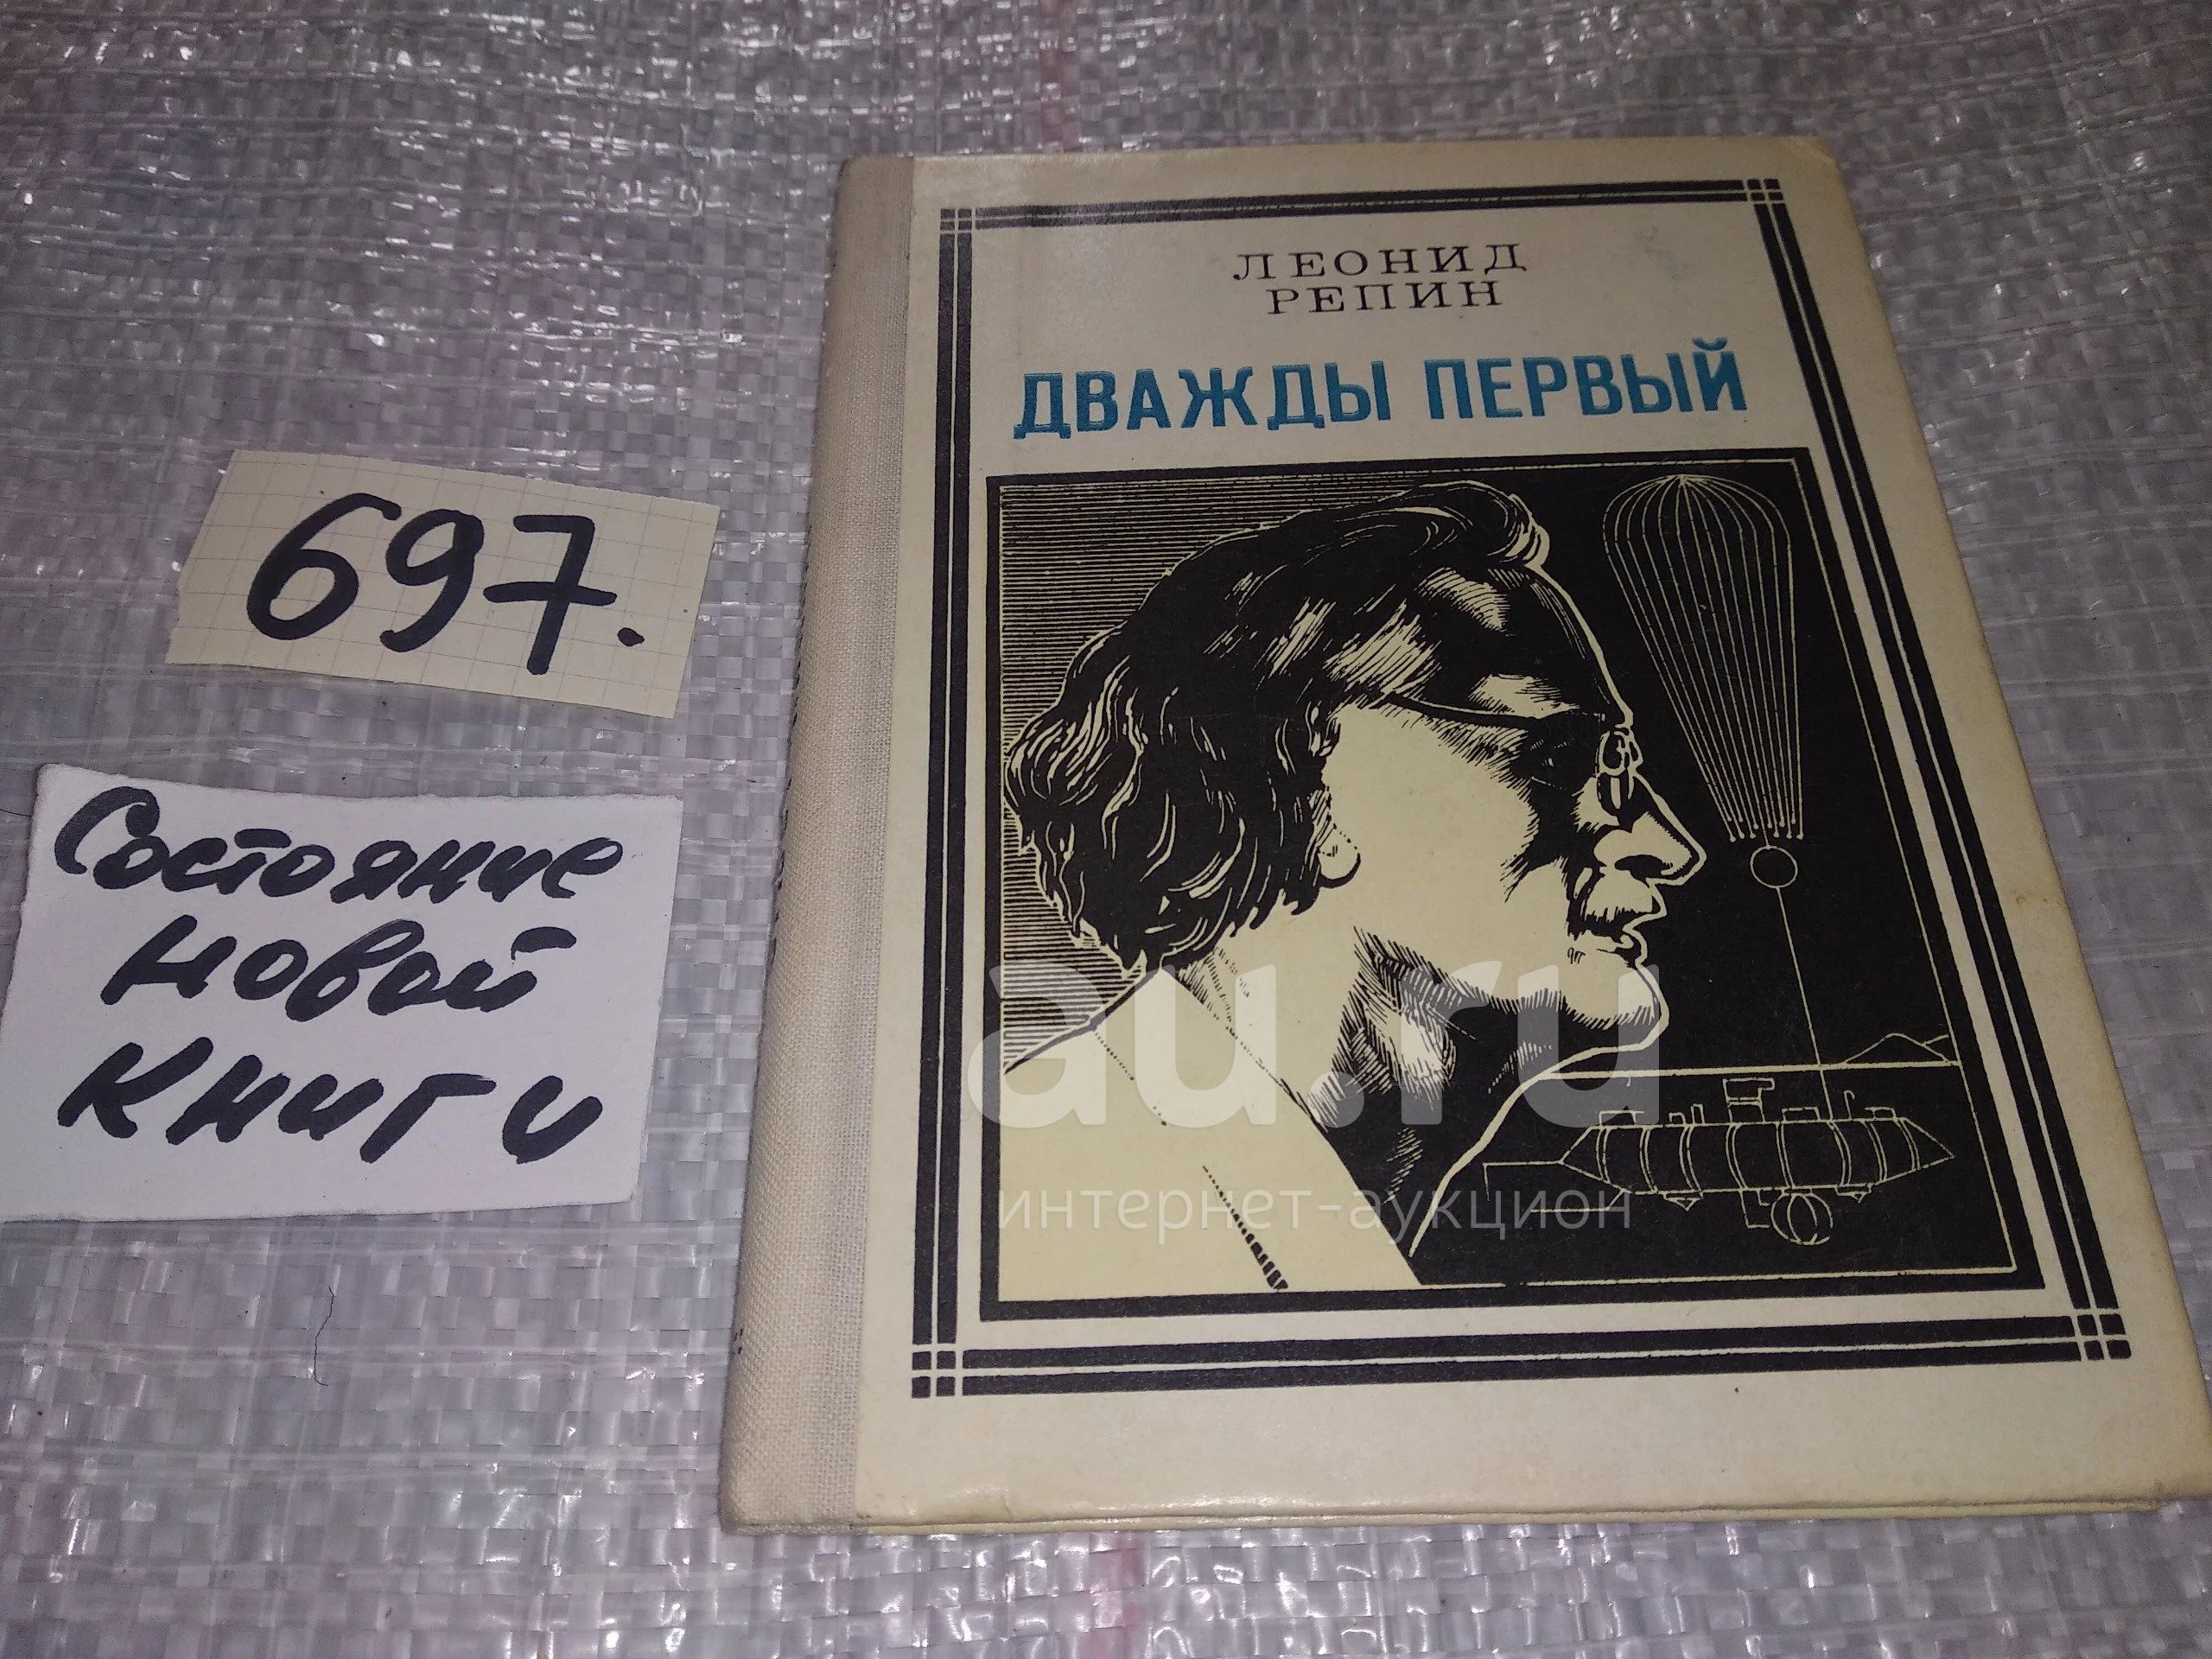 ЛЕОНИД
РЕПИН
ДВАЖДЫ ПЕРВЫЙ
697.
Состояние
новой
книги
au.ru
интернет-аукцион